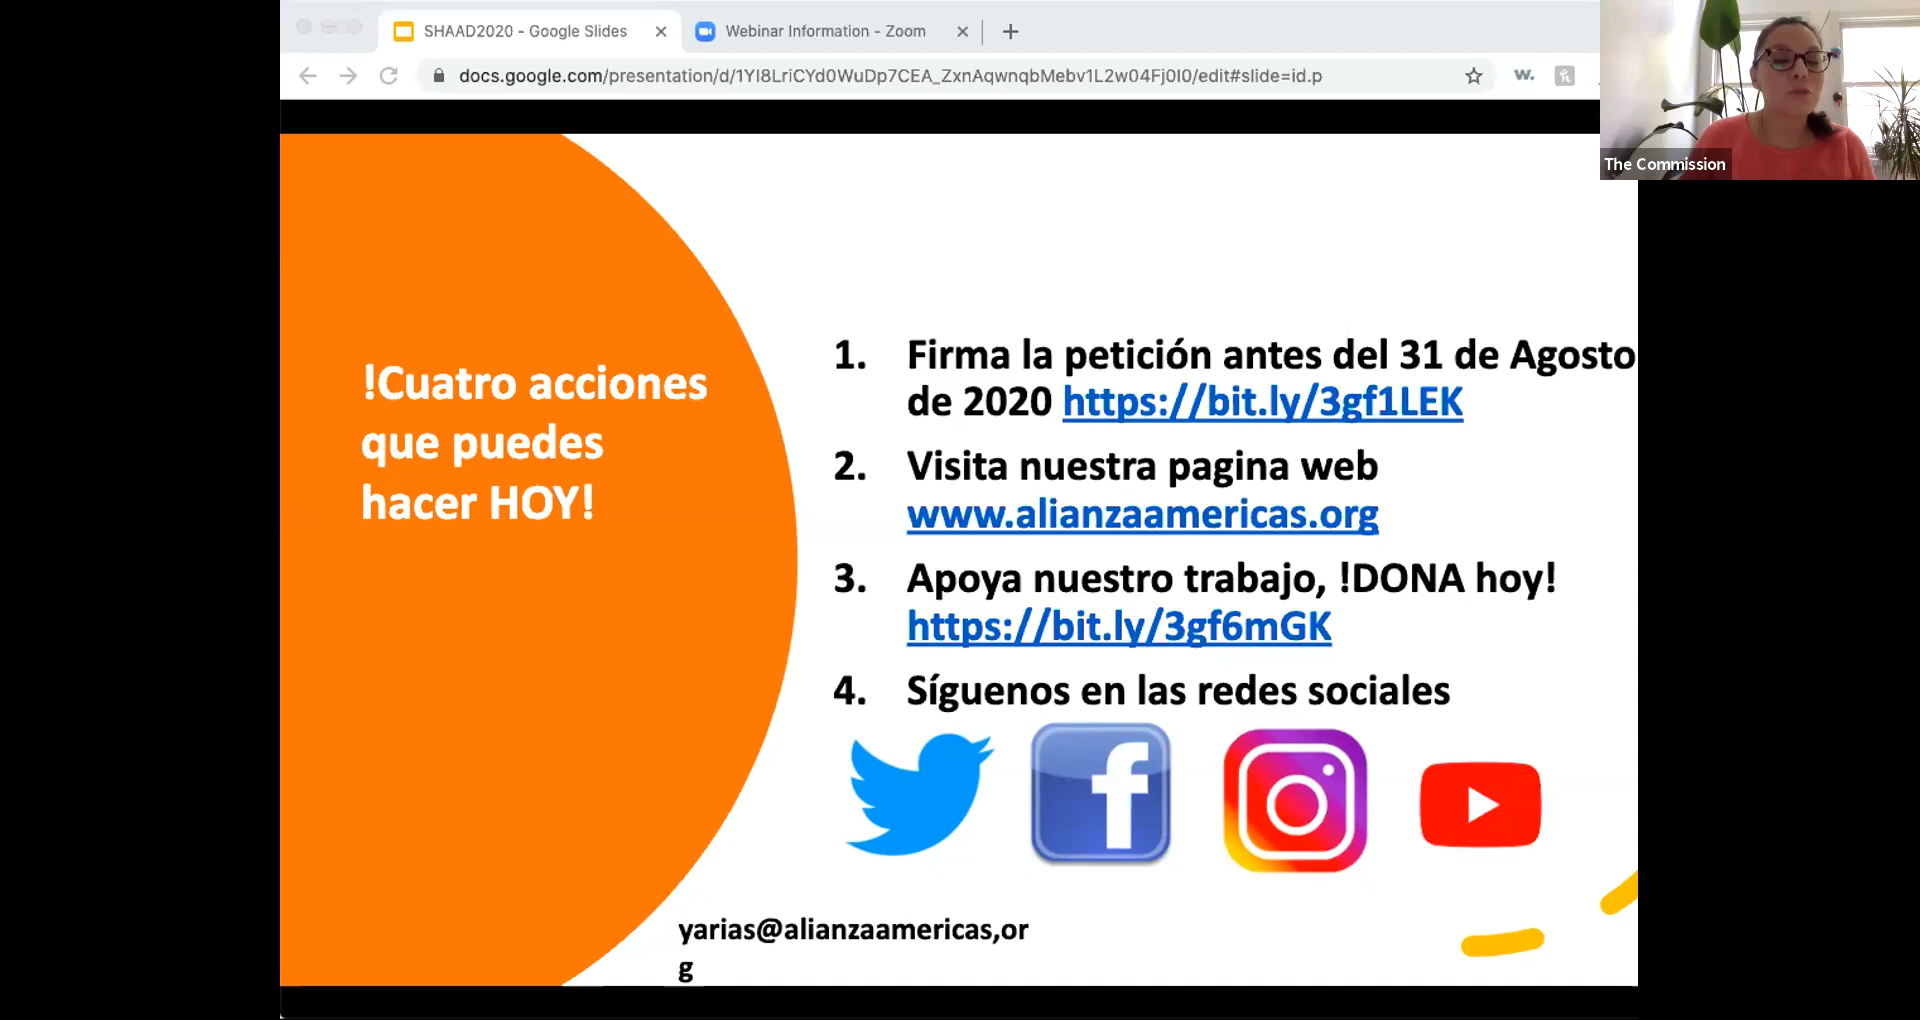 SHAAD2020 - Google Slides
Webinar Information - Zoom
docs.google.com/presentation/d/1YI8LriCYd0WuDp7CEA_ZxnAqwnqbMebv1L2w04Fj0I0/edit#slide=id.p
W.
The Commission
!Cuatro acciones
que puedes
hacer HOY!
1. Firma la petición antes del 31 de Agosto
de 2020 https://bit.ly/3gf1LEK
2. Visita nuestra pagina web
www.alianzaamericas.org
3. Apoya nuestro trabajo, !DONA hoy!
https://bit.ly/3gf6mGK
4. Síguenos en las redes sociales
yarias@alianzaamericas,or
g